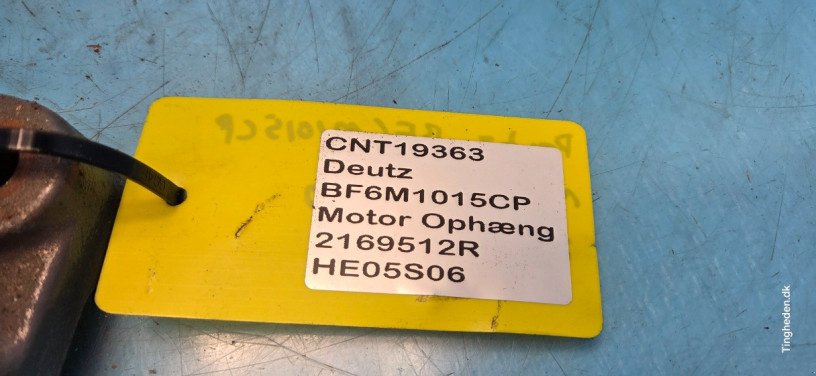 CNT19363
Deutz
BF6M1015CP
Motor Ophæng
2169512R
HE05S06
Tingheden.dk